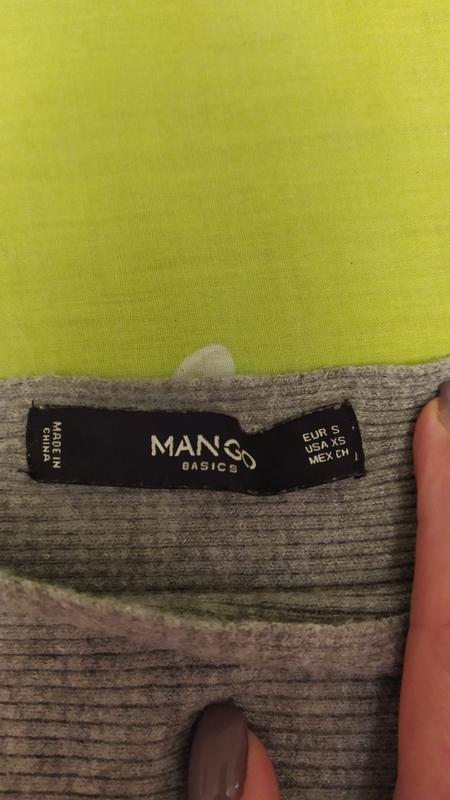 MADE IN
CHINA
MANGO
BASICS
EUR S
USA XS
MEX CH